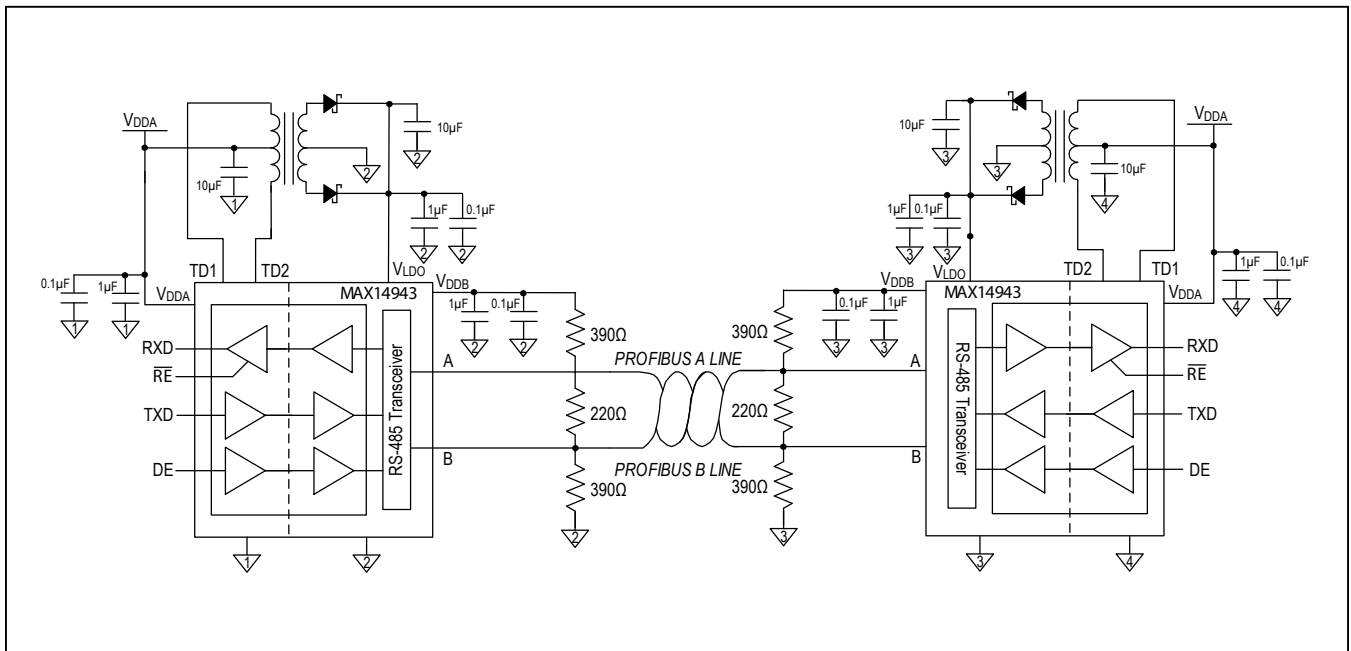 VDDA
10µF
2
10µF
1
2
1µF
0.1µF
2
2
0.1µF
1µF
1
1
TD1
TD2
VLDO
VDDA
MAX14943
VDDB
1µF
0.1µF
2
2
RXD
RE
TXD
DE
RS-485 Transceiver
A
B
390Ω
220Ω
390Ω
2
1
2
PROFIBUS A LINE
PROFIBUS B LINE
10µF
3
3
VDDA
10µF
4
1µF
0.1µF
3
3
VLDO
TD2
TD1
1µF
0.1µF
4
4
VDDA
VDDB
0.1µF
1µF
3
3
MAX14943
390Ω
220Ω
390Ω
3
A
B
RS-485 Transceiver
RXD
RE
TXD
DE
3
4